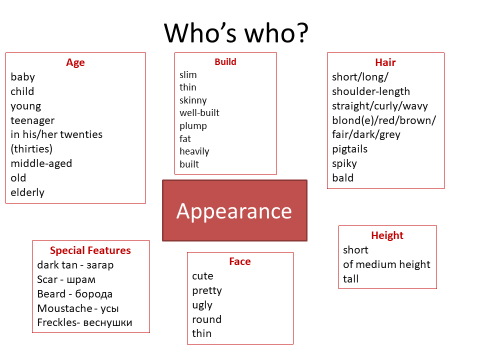 Who's who?
Age
baby
child
young
teenager
in his/her twenties
(thirties)
middle-aged
old
elderly
Build
slim
thin
skinny
well-built
plump
fat
heavily
built
Hair
short/long/
shoulder-length
straight/curly/wavy
blond(e)/red/brown/
fair/dark/grey
pigtails
spiky
bald
Appearance
Special Features
dark tan - загар
Scar - шрам
Beard - борода
Moustache - усы
Freckles- веснушки
Face
cute
pretty
ugly
round
thin
Height
short
of medium height
tall